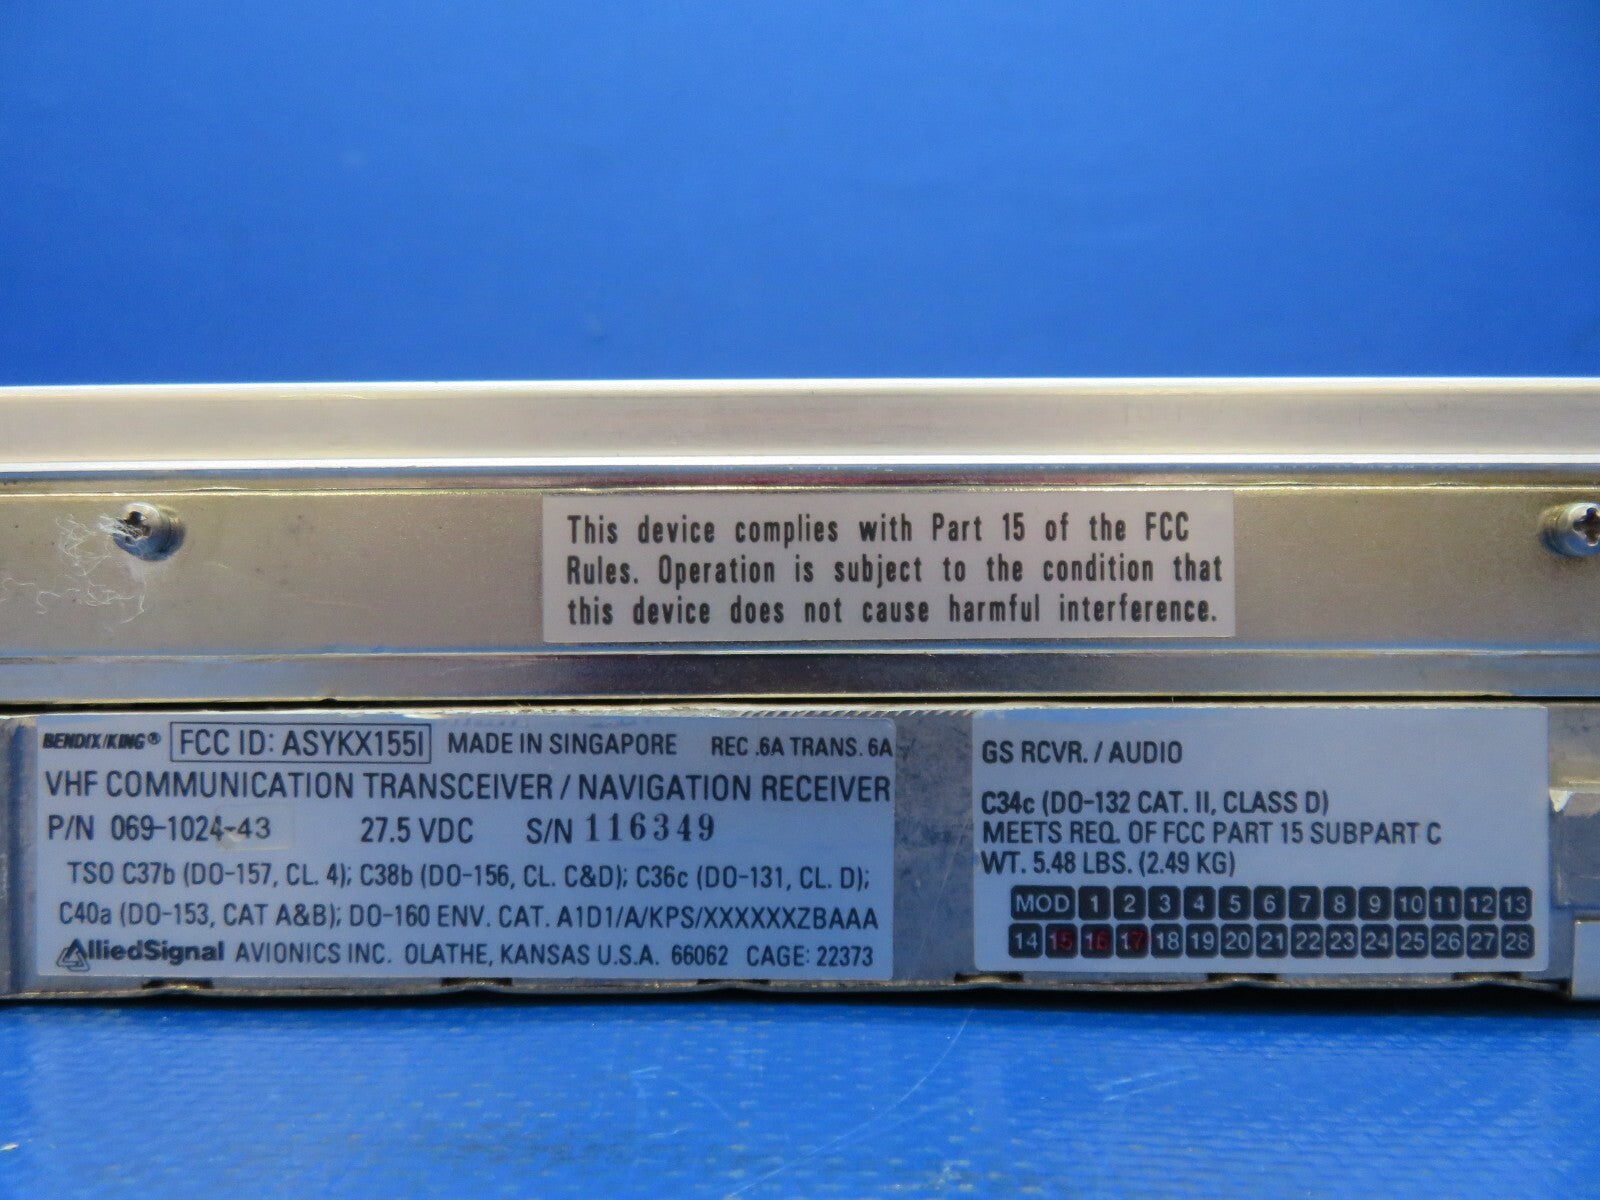 This device complies with Part 15 of the FCC
Rules. Operation is subject to the condition that
this device does not cause harmful interference.
BENDIX/KING® FCC ID: ASYKX155I MADE IN SINGAPORE REC .6A TRANS. 6A
VHF COMMUNICATION TRANSCEIVER / NAVIGATION RECEIVER
P/N 069-1024-43 27.5 VDC S/N 116349
TSO C37b (DO-157, CL. 4); C38b (DO-156, CL. C&D); C36c (DO-131, CL. D);
C40a (DO-153, CAT A&B); DO-160 ENV. CAT. A1D1/A/KPS/XXXXXXZBAAA
AlliedSignal AVIONICS INC. OLATHE, KANSAS U.S.A. 66062 CAGE: 22373
GS RCVR. / AUDIO
C34c (DO-132 CAT. II, CLASS D)
MEETS REQ. OF FCC PART 15 SUBPART C
WT. 5.48 LBS. (2.49 KG)
MOD 1 2 3 4 5 6 7 8 9 10 11 12 13
14 15 16 17 18 19 20 21 22 23 24 25 26 27 28